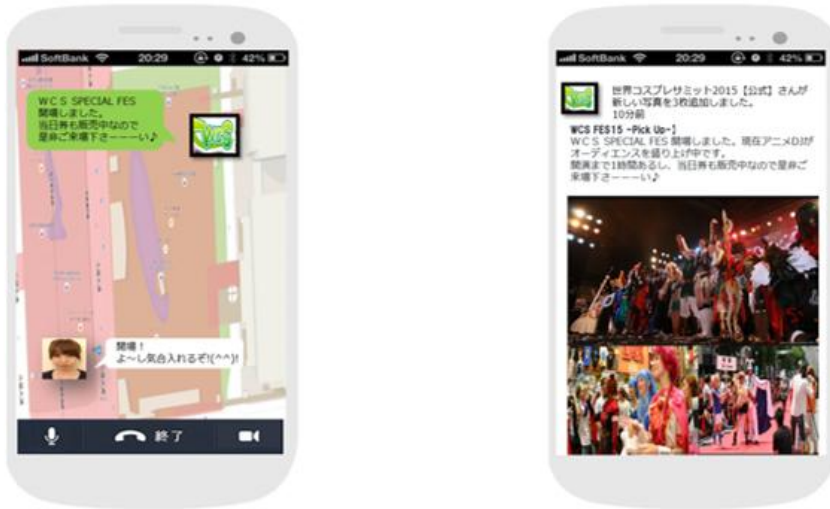 SoftBank 20:29 42%
WCS SPECIAL FES
開場しました。
当日券も販売中なので
是非ご来場下さーーーい♪
WCS
開場！
よ〜し気合入れるぞ!(^^)!
終了
SoftBank 20:29 42%
世界コスプレサミット2015【公式】さんが
新しい写真を3枚追加しました。
10分前
WCS FES15 -Pick Up-】
WCS SPECIAL FES 開場しました。現在アニメDJが
オーディエンスを盛り上げ中です。
開演まで1時間あるし、当日券も販売中なので是非ご
来場下さーーーい♪